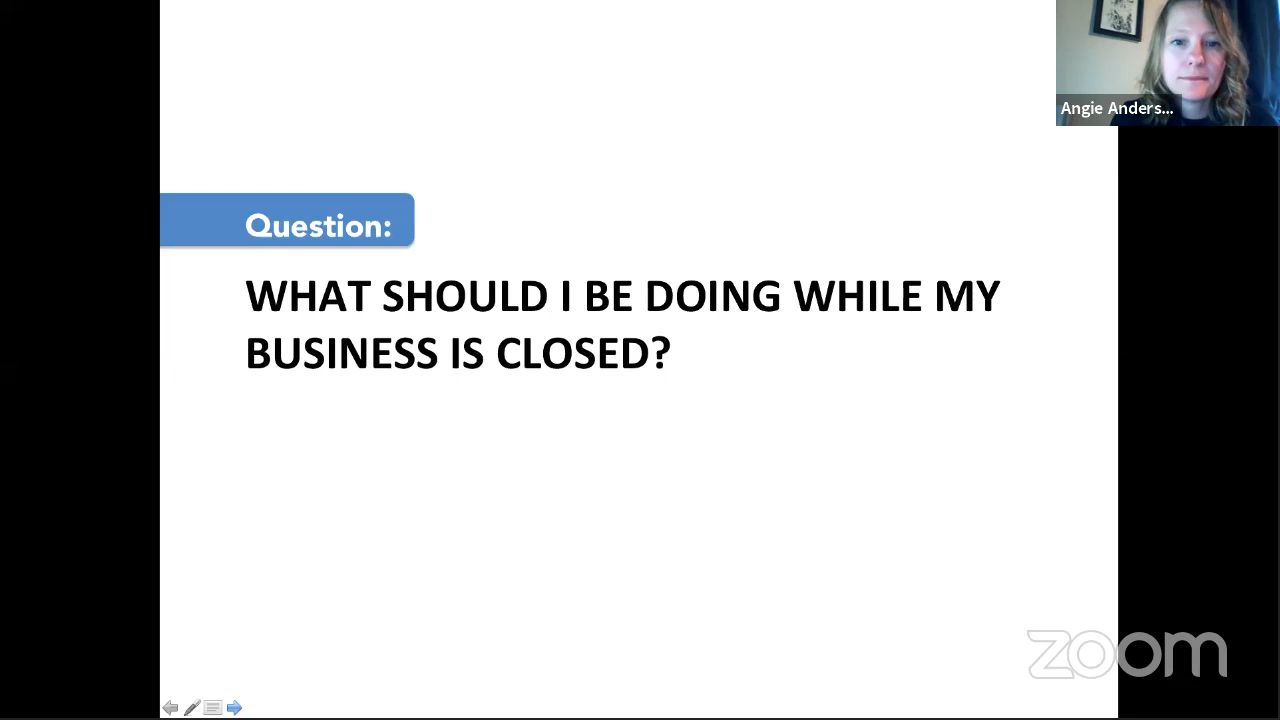 Angie Anders...
Question:
WHAT SHOULD I BE DOING WHILE MY
BUSINESS IS CLOSED?
zoom